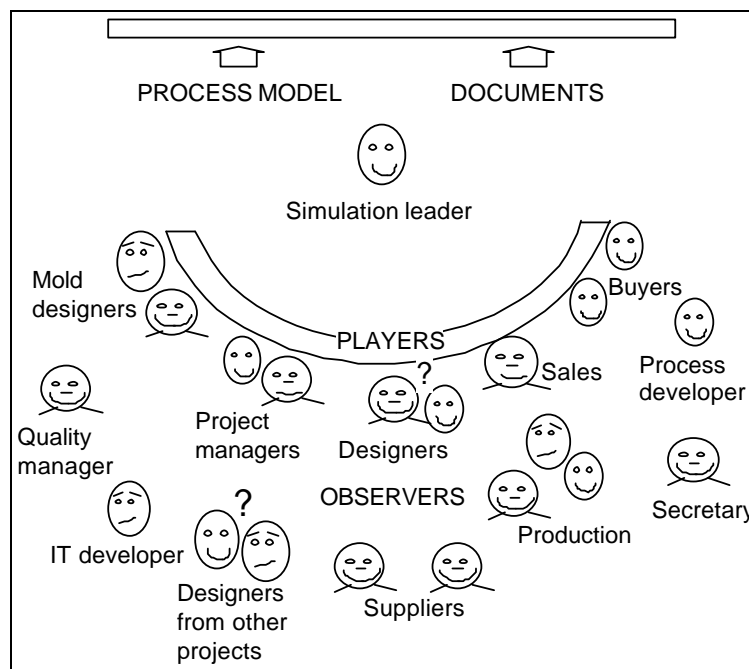 PROCESS MODEL
DOCUMENTS
Simulation leader
Mold
designers
Buyers
PLAYERS
?
Sales
Process
developer
Project
managers
Designers
Quality
manager
OBSERVERS
Production
Secretary
?
IT developer
Designers
from other
projects
Suppliers